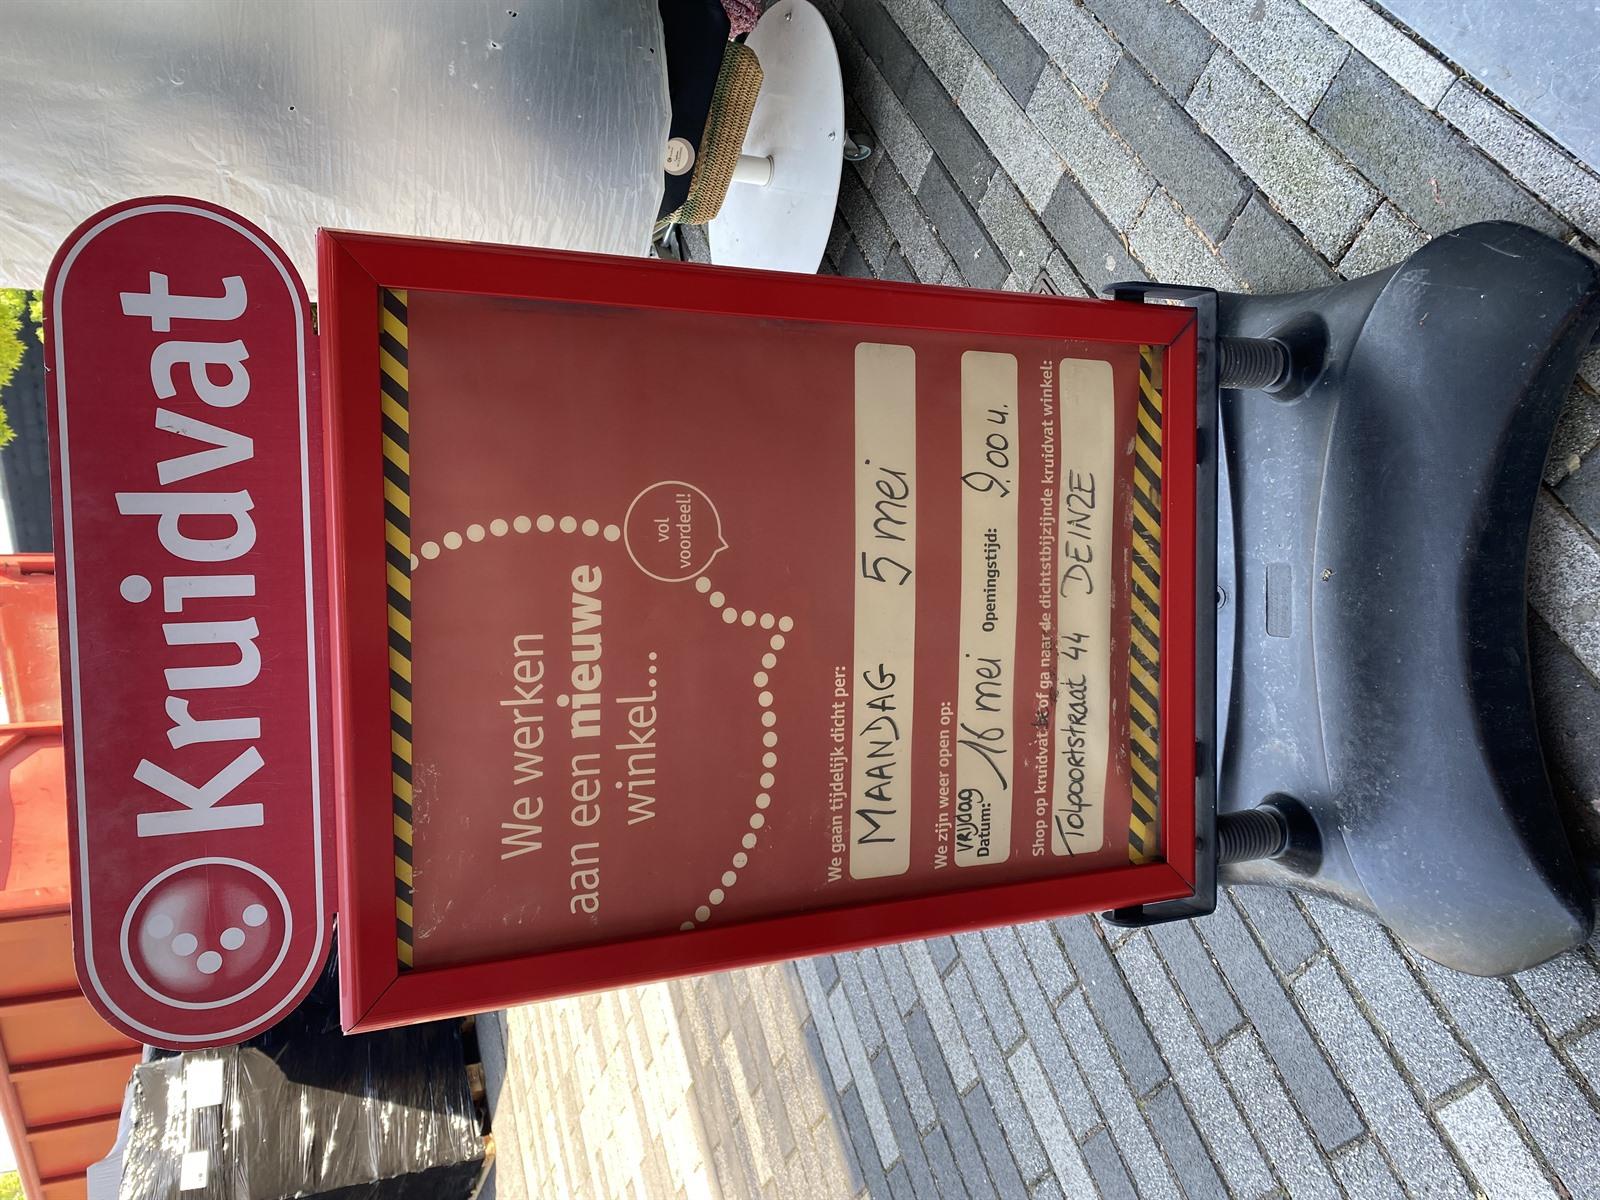 Kruidvat
We werken
aan een nieuwe
winkel...
vol
voordeel!
We gaan tijdelijk dicht per:
MAANDAG 5 mei
We zijn weer open op:
VRIJDAG
Datum: 16 mei Openingstijd: 9.00 u.
Shop op kruidvat.be of ga naar de dichtstbijzijnde kruidvat winkel:
TOLPOORTSTRAAT 44 DEINZE